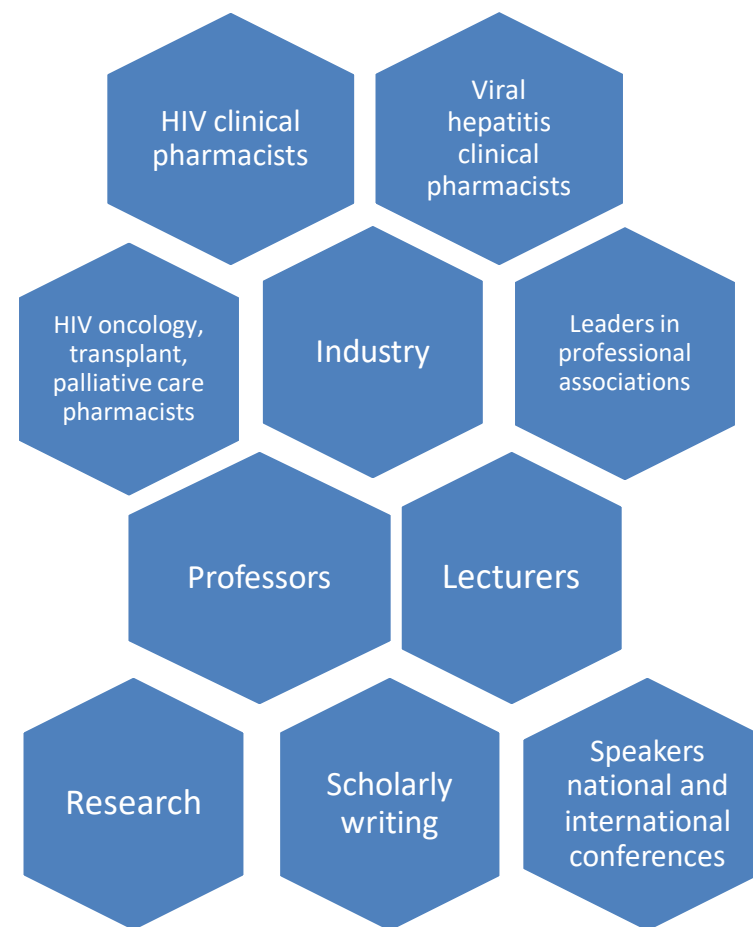 HIV clinical
pharmacists
Viral
hepatitis
clinical
pharmacists
HIV oncology,
transplant,
palliative care
pharmacists
Industry
Leaders in
professional
associations
Professors
Lecturers
Research
Scholarly
writing
Speakers
national and
international
conferences